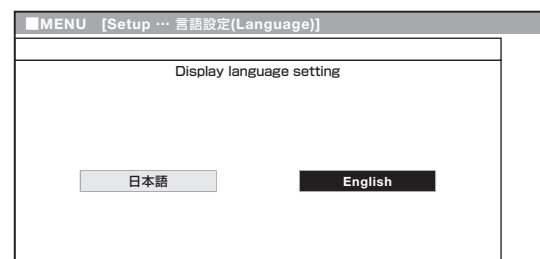 ■MENU [Setup … 言語設定(Language)]
Display language setting
日本語 English